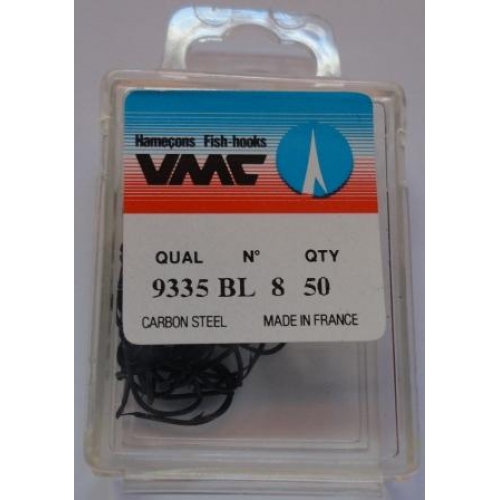 Hameçons Fish-hooks
VMC
QUAL N° QTY
9335 BL 8 50
CARBON STEEL MADE IN FRANCE